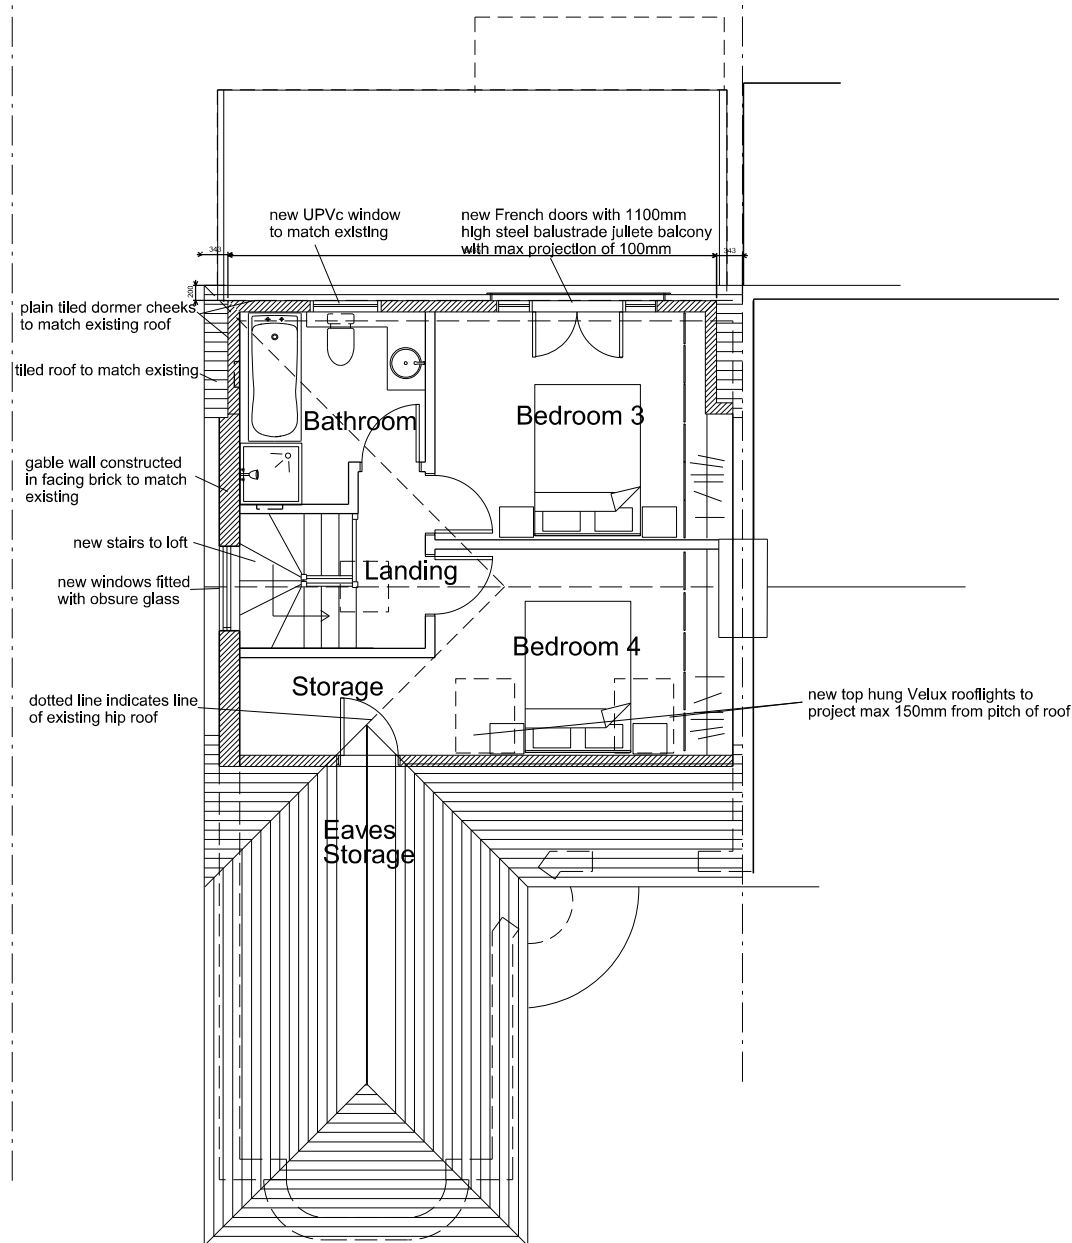 new UPVc window
to match existing
new French doors with 1100mm
high steel balustrade jullete balcony
with max projection of 100mm
343
343
200
plain tiled dormer cheeks
to match existing roof
tiled roof to match existing
Bathroom
Bedroom 3
gable wall constructed
in facing brick to match
existing
new stairs to loft
Landing
new windows fitted
with obsure glass
Bedroom 4
Storage
dotted line indicates line
of existing hip roof
new top hung Velux rooflights to
project max 150mm from pitch of roof
Eaves
Storage